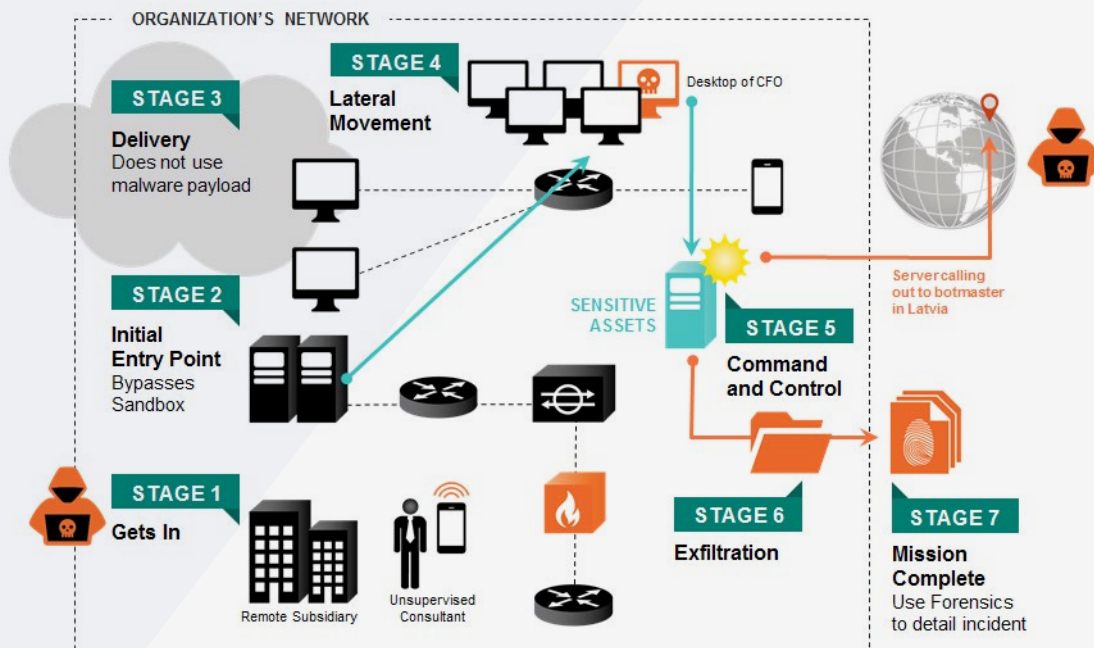 ORGANIZATION'S NETWORK
STAGE 4
Lateral
Movement
Desktop of CFO
STAGE 3
Delivery
Does not use
malware payload
STAGE 2
Initial
Entry Point
Bypasses
Sandbox
SENSITIVE
ASSETS
STAGE 5
Command
and Control
Server calling
out to botmaster
in Latvia
STAGE 1
Gets In
Remote Subsidiary
Unsupervised
Consultant
STAGE 6
Exfiltration
STAGE 7
Mission
Complete
Use Forensics
to detail incident